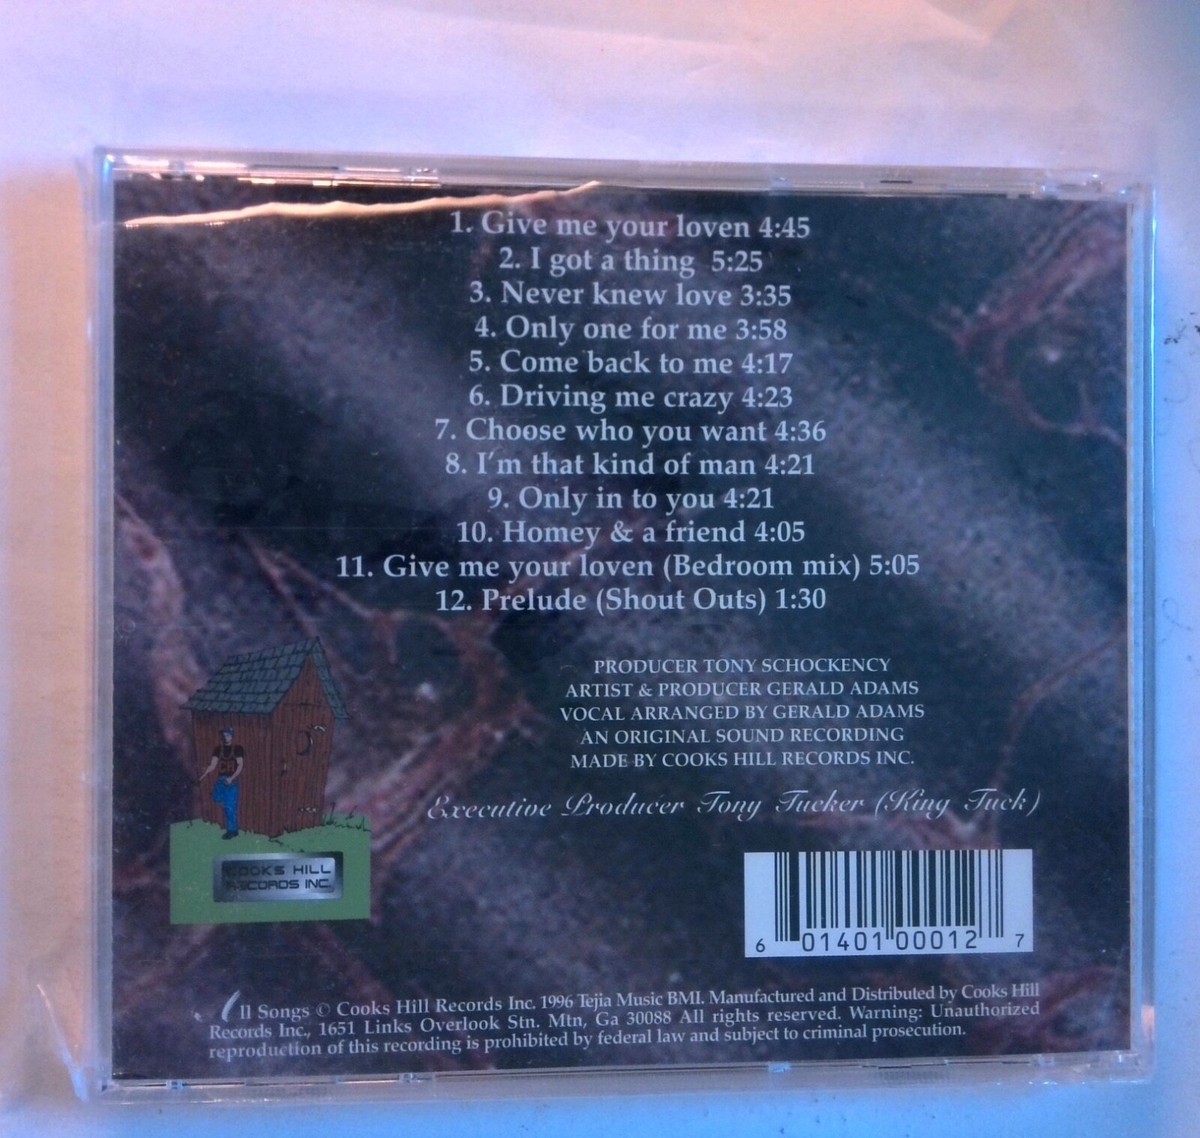 1. Give me your loven 4:45
2. I got a thing 5:25
3. Never knew love 3:35
4. Only one for me 3:58
5. Come back to me 4:17
6. Driving me crazy 4:23
7. Choose who you want 4:36
8. I'm that kind of man 4:21
9. Only in to you 4:21
10. Homey & a friend 4:05
11. Give me your loven (Bedroom mix) 5:05
12. Prelude (Shout Outs) 1:30
PRODUCER TONY SCHOCKENCY
ARTIST & PRODUCER GERALD ADAMS
VOCAL ARRANGED BY GERALD ADAMS
AN ORIGINAL SOUND RECORDING
MADE BY COOKS HILL RECORDS INC.
Executive Producer Tony Tucker (King Tuck)
COOKS HILL
RECORDS INC.
6 01401 00012 7
All Songs © Cooks Hill Records Inc. 1996 Tejia Music BMI. Manufactured and Distributed by Cooks Hill
Records Inc., 1651 Links Overlook Stn. Mtn, Ga 30088 All rights reserved. Warning: Unauthorized
reproduction of this recording is prohibited by federal law and subject to criminal prosecution.